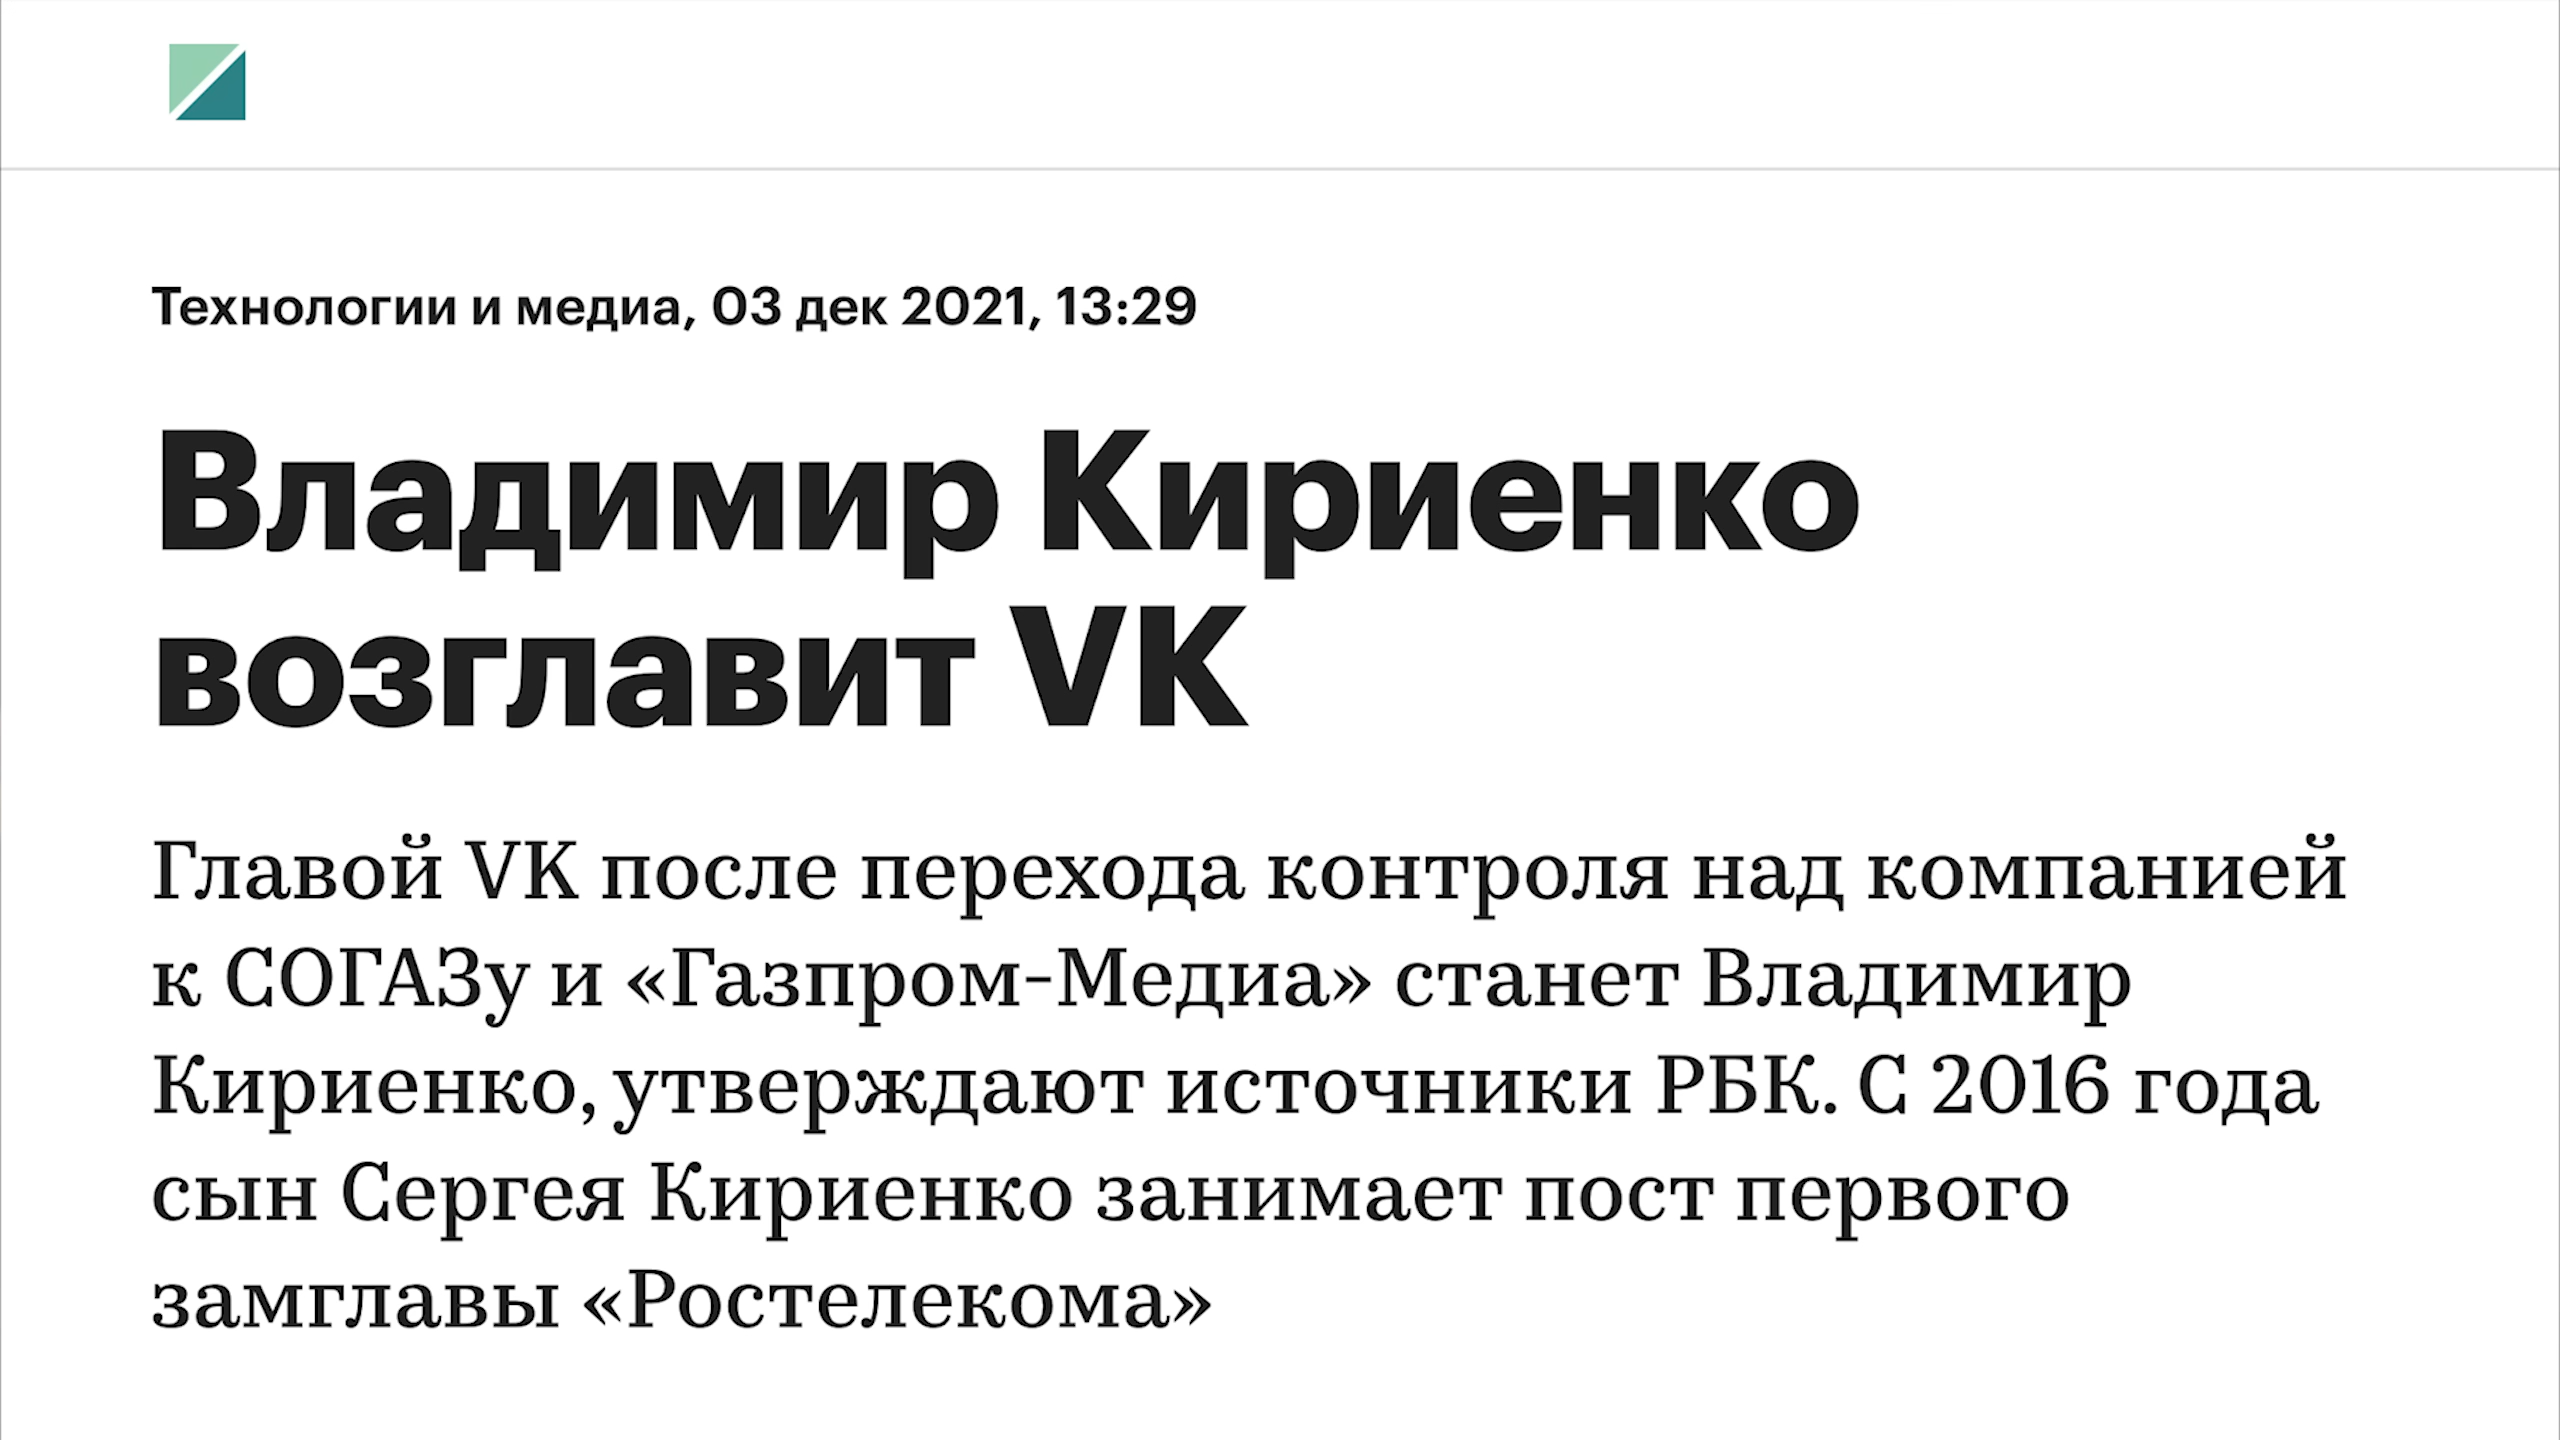 Технологии и медиа, 03 дек 2021, 13:29
Владимир Кириенко
возглавит VK
Главой VK после перехода контроля над компанией
к СОГАЗу и «Газпром-Медиа» станет Владимир
Кириенко, утверждают источники РБК. С 2016 года
сын Сергея Кириенко занимает пост первого
замглавы «Ростелекома»